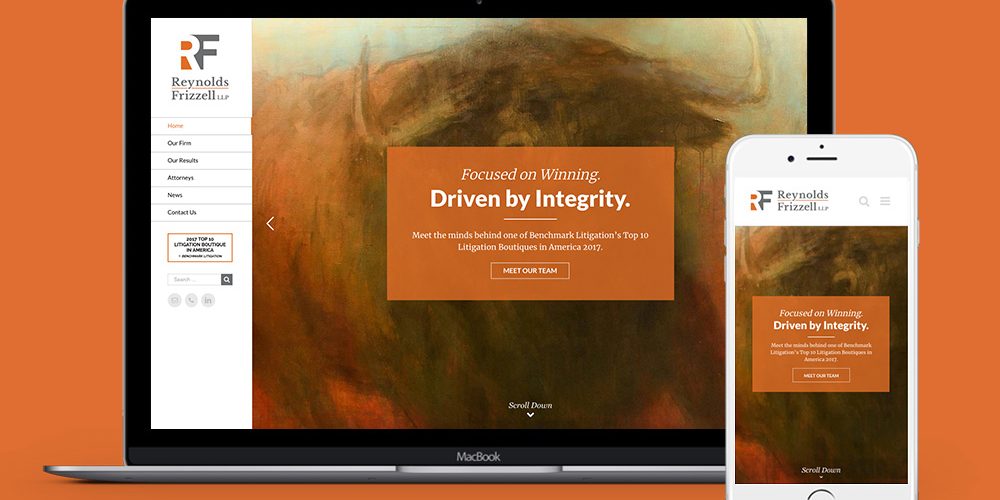 RF
Reynolds
Frizzell LLP
Home
Our Firm
Our Results
Attorneys
News
Contact Us
2017 TOP 10
LITIGATION BOUTIQUE
IN AMERICA
– BENCHMARK LITIGATION
Search ...
Focused on Winning.
Driven by Integrity.
Meet the minds behind one of Benchmark Litigation's Top 10
Litigation Boutiques in America 2017.
MEET OUR TEAM
Scroll Down
MacBook
RF Reynolds
Frizzell LLP
Focused on Winning.
Driven by Integrity.
Meet the minds behind one of Benchmark
Litigation's Top 10 Litigation Boutiques in
America 2017.
MEET OUR TEAM
Scroll Down